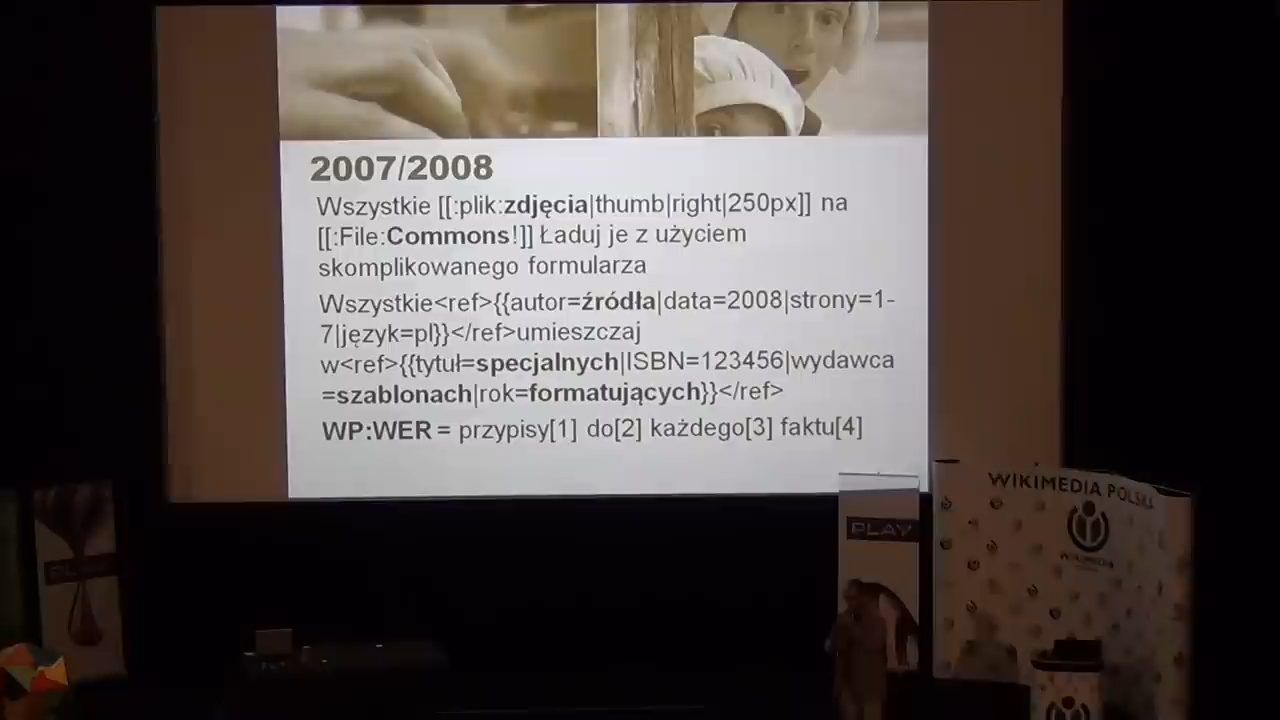 2007/2008
Wszystkie [[:plik:zdjęcia|thumb|right|250px]] na
[[:File:Commons!]] Ładuj je z użyciem
skomplikowanego formularza
Wszystkie<ref>{{autor=źródła|data=2008|strony=1-
7|język=pl}}</ref>umieszczaj
w<ref>{{tytuł=specjalnych|ISBN=123456|wydawca
=szablonach|rok=formatujących}}</ref>
WP:WER = przypisy[1] do[2] każdego[3] faktu[4]
WIKIMEDIA POLSKA
PLAY
WIKIMEDIA
PLAY